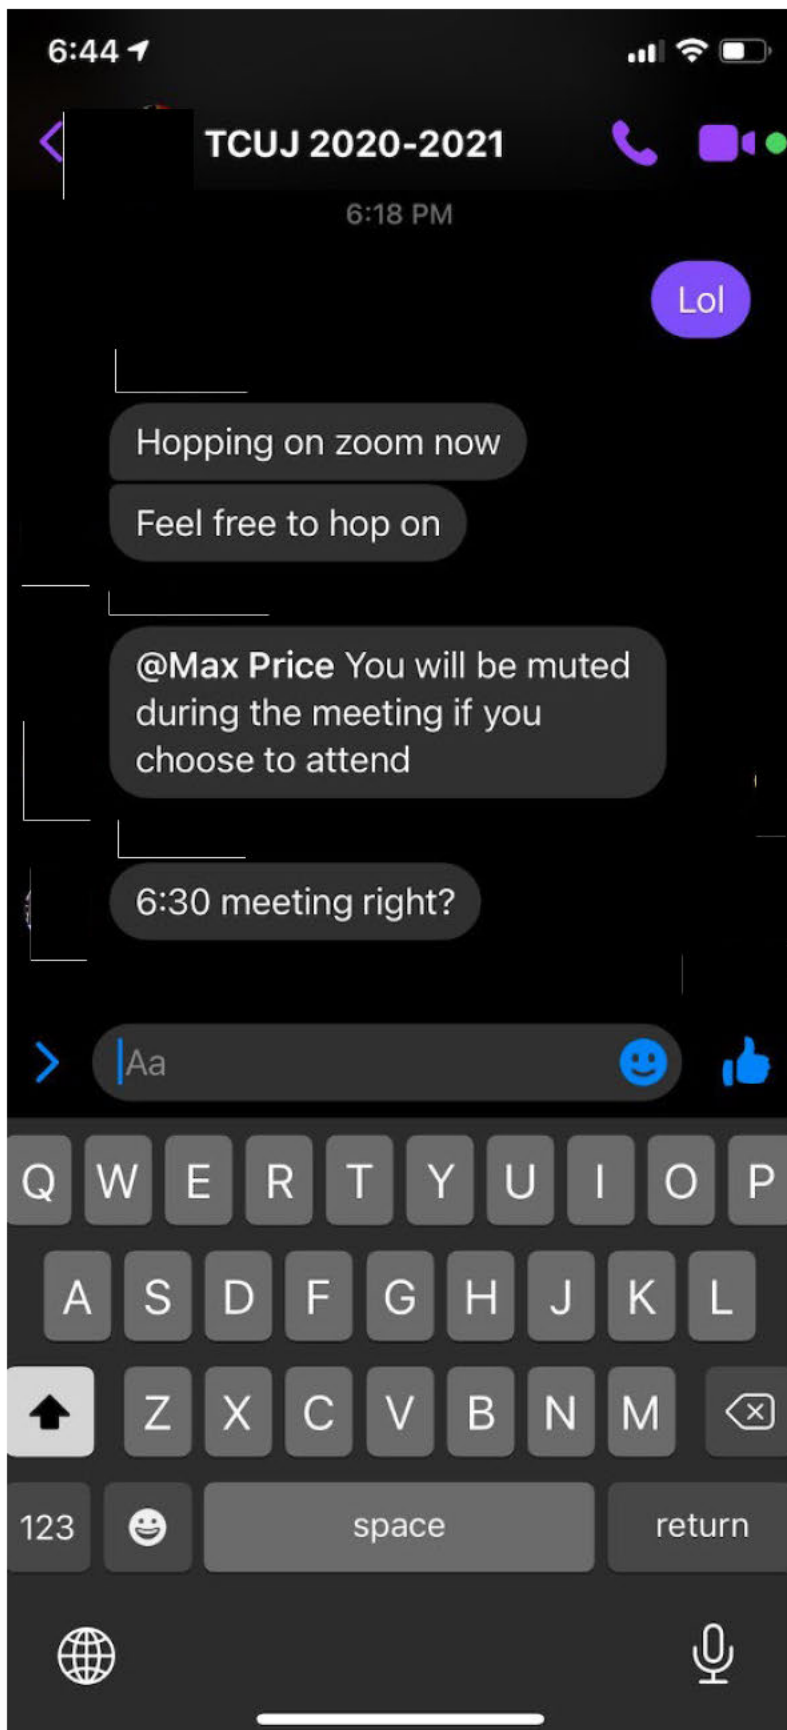 6:44
TCUJ 2020-2021
6:18 PM
Lol
Hopping on zoom now
Feel free to hop on
@Max Price You will be muted
during the meeting if you
choose to attend
6:30 meeting right?
Aa
Q W E R T Y U I O P
A S D F G H J K L
Z X C V B N M
123 space return